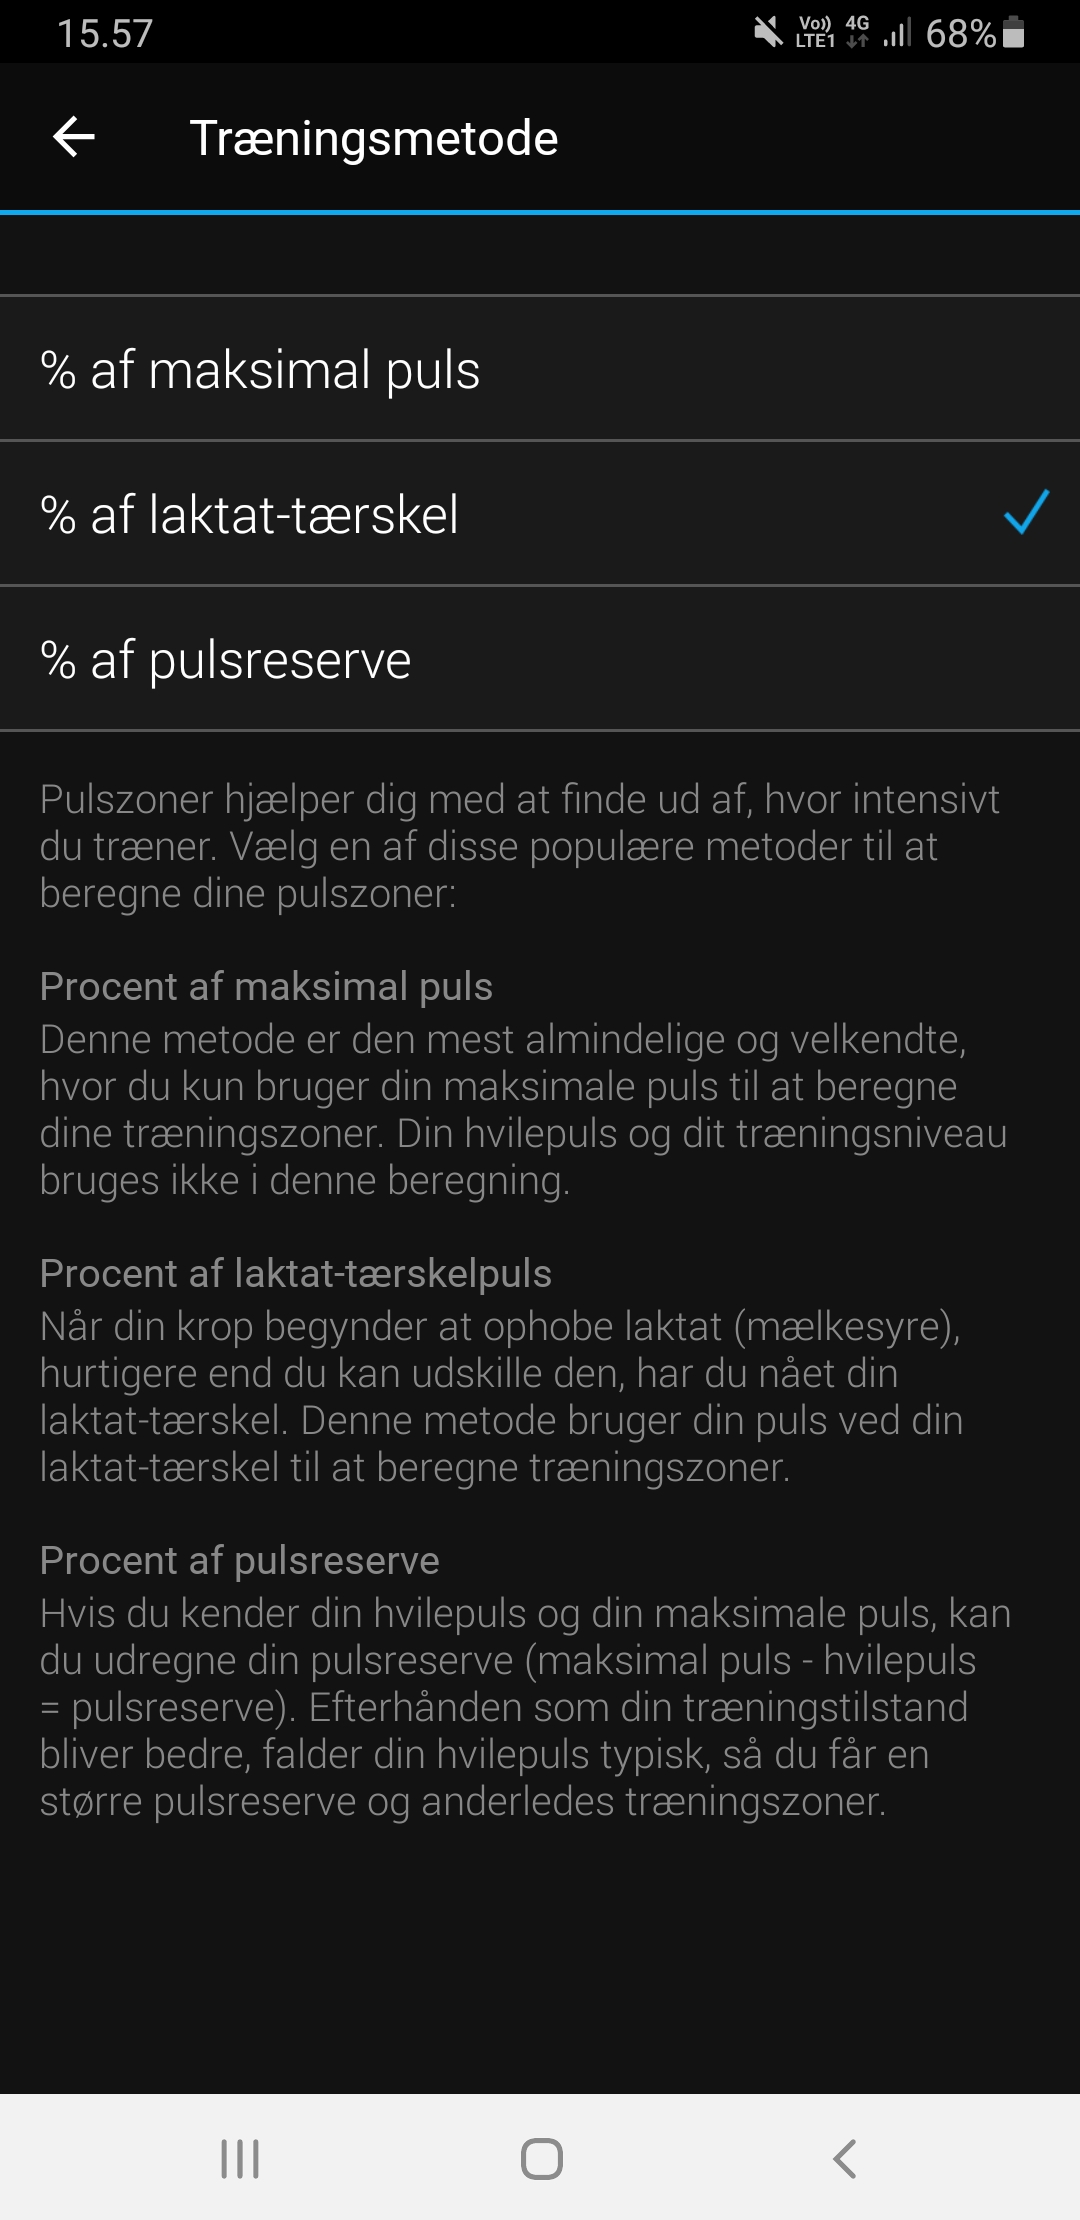 15.57
Vo)) 4G
LTE1 68%
Træningsmetode
% af maksimal puls
% af laktat-tærskel
% af pulsreserve
Pulszoner hjælper dig med at finde ud af, hvor intensivt
du træner. Vælg en af disse populære metoder til at
beregne dine pulszoner:
Procent af maksimal puls
Denne metode er den mest almindelige og velkendte,
hvor du kun bruger din maksimale puls til at beregne
dine træningszoner. Din hvilepuls og dit træningsniveau
bruges ikke i denne beregning.
Procent af laktat-tærskelpuls
Når din krop begynder at ophobe laktat (mælkesyre),
hurtigere end du kan udskille den, har du nået din
laktat-tærskel. Denne metode bruger din puls ved din
laktat-tærskel til at beregne træningszoner.
Procent af pulsreserve
Hvis du kender din hvilepuls og din maksimale puls, kan
du udregne din pulsreserve (maksimal puls - hvilepuls
= pulsreserve). Efterhånden som din træningstilstand
bliver bedre, falder din hvilepuls typisk, så du får en
større pulsreserve og anderledes træningszoner.